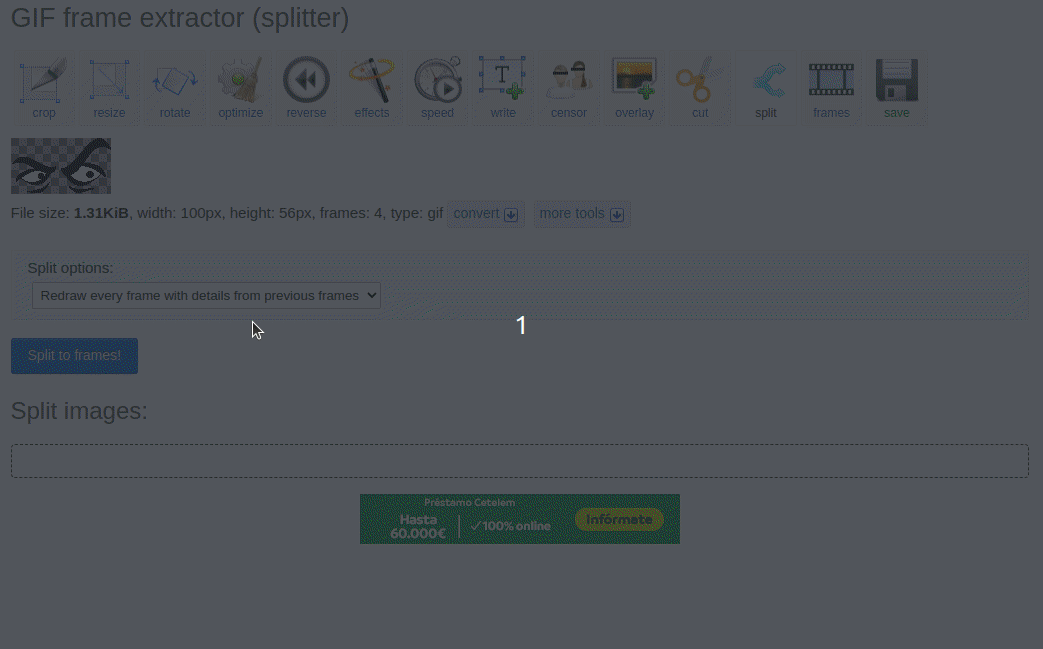 GIF frame extractor (splitter)
crop resize rotate optimize reverse effects speed write censor overlay cut split frames save
File size: 1.31KiB, width: 100px, height: 56px, frames: 4, type: gif convert more tools
Split options:
Redraw every frame with details from previous frames
1
Split to frames!
Split images:
Préstamo Cetelem
Hasta
60.000€
✓100% online
Infórmate